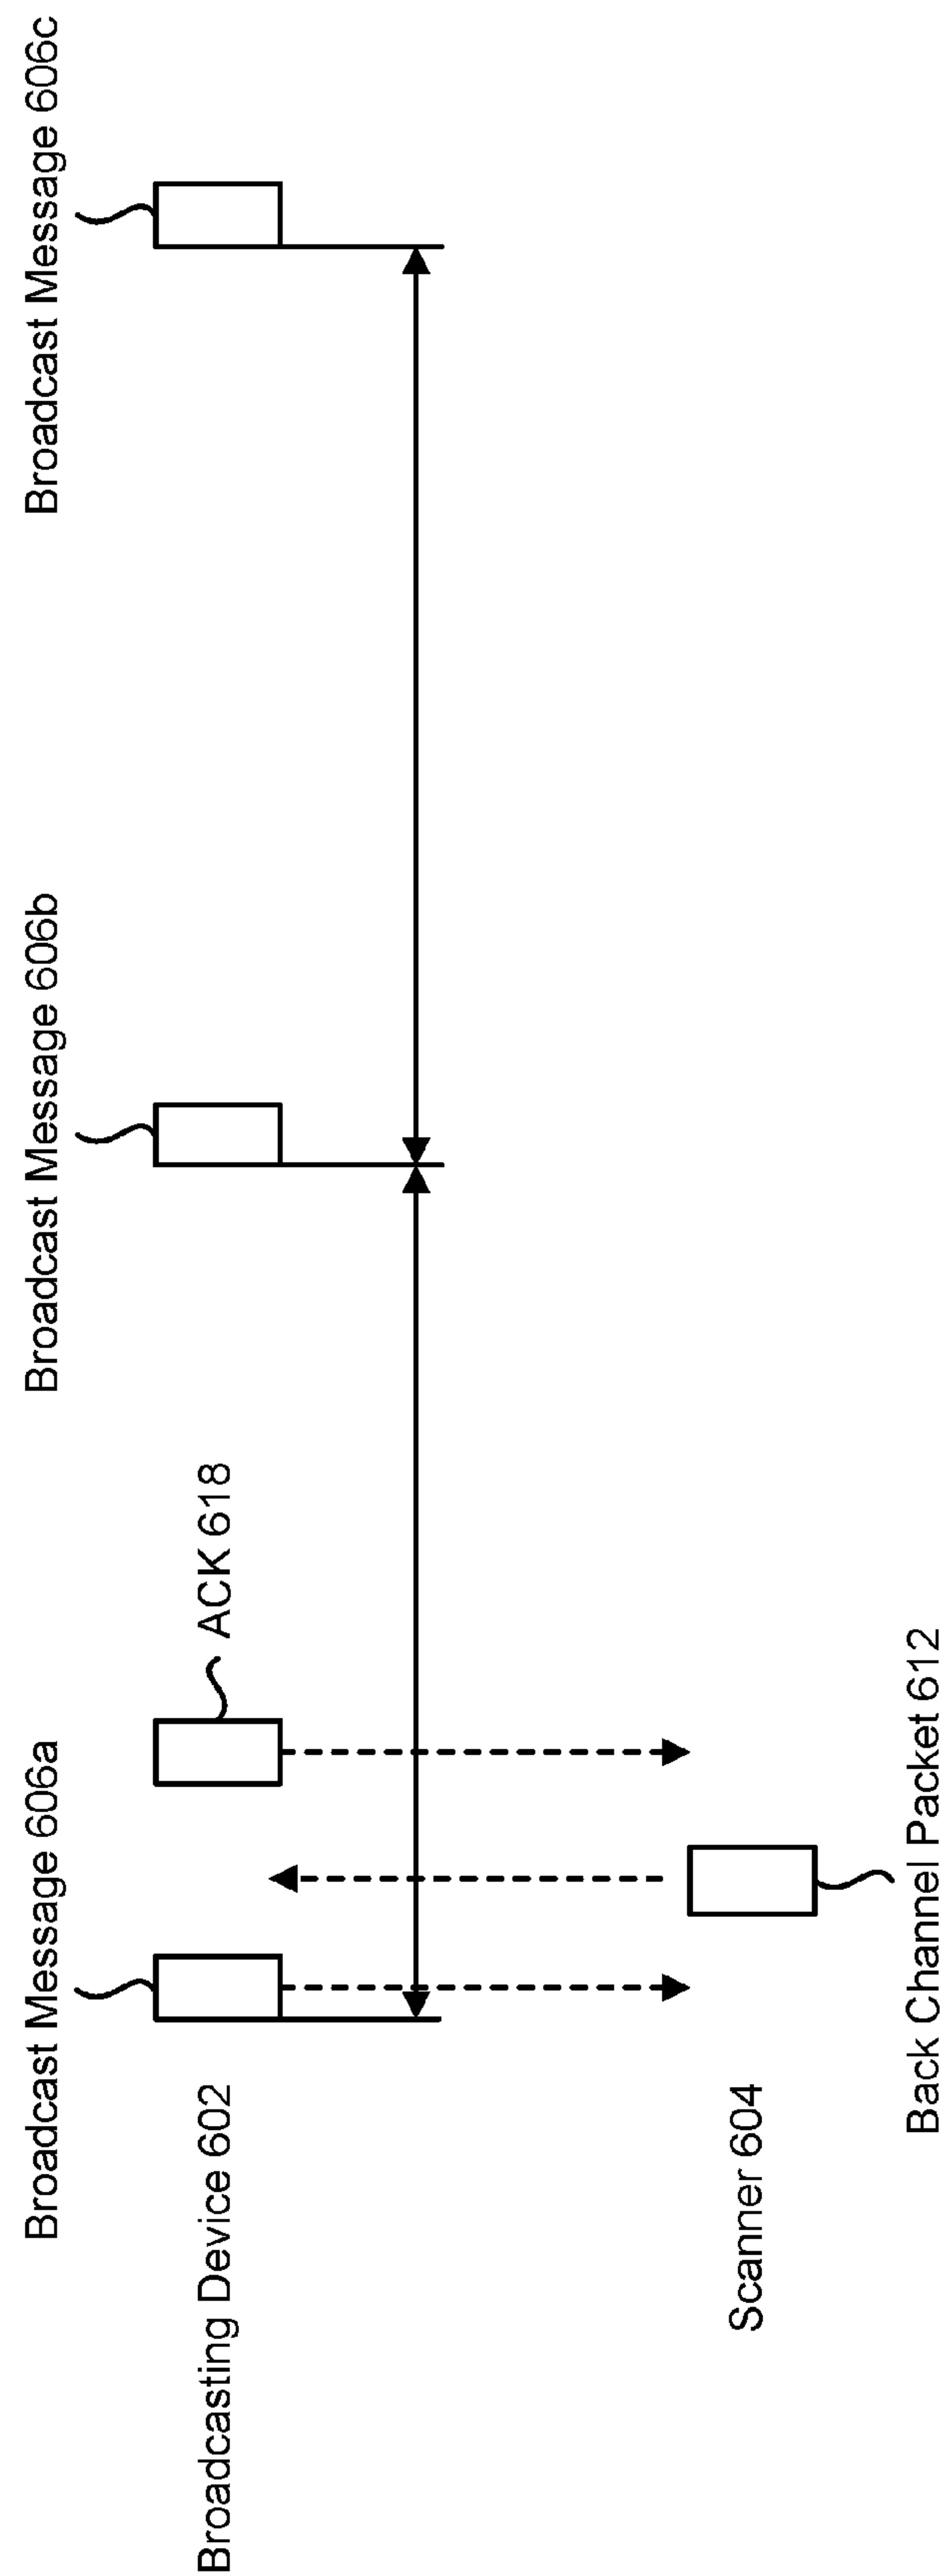 Broadcast Message 606a
Broadcast Message 606b
Broadcast Message 606c
Broadcasting Device 602
ACK 618
Scanner 604
Back Channel Packet 612